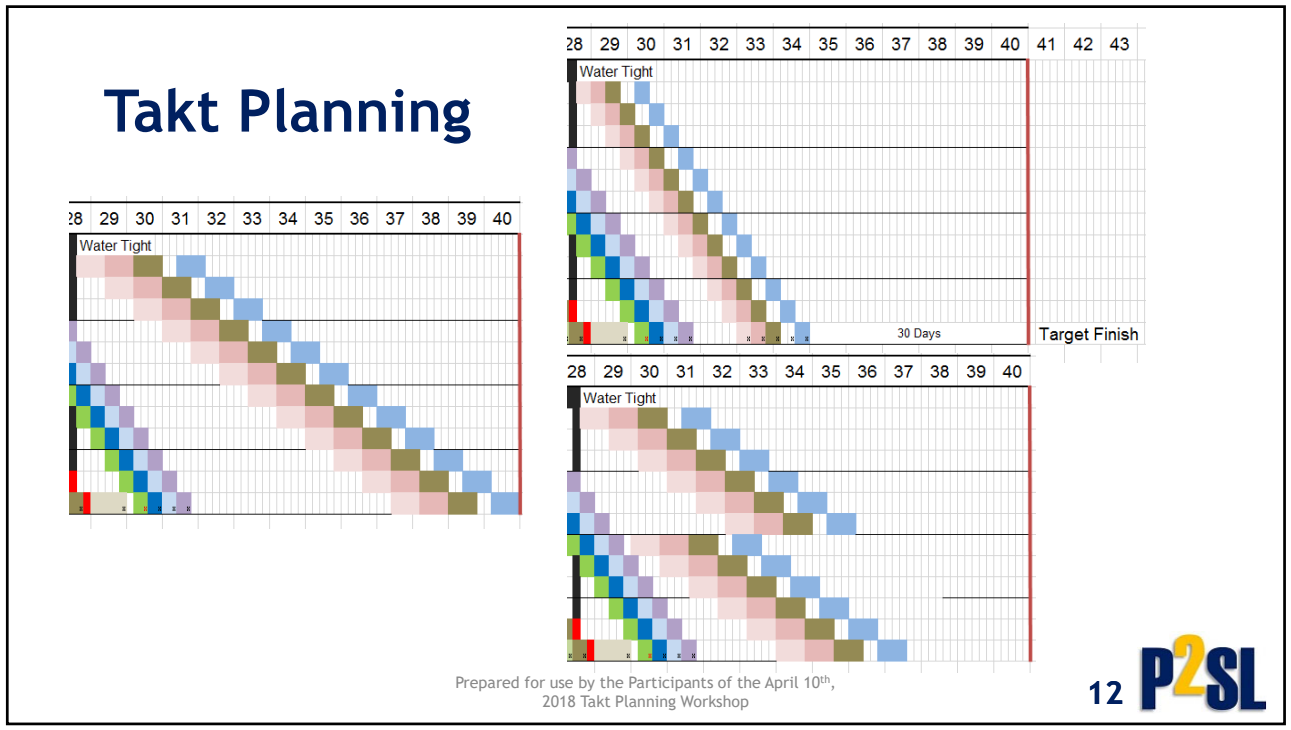 Takt Planning
28 29 30 31 32 33 34 35 36 37 38 39 40
Water Tight
x x x x x x
28 29 30 31 32 33 34 35 36 37 38 39 40 41 42 43
Water Tight
x x x x x x x x x x x x
30 Days
Target Finish
28 29 30 31 32 33 34 35 36 37 38 39 40
Water Tight
x x x x x x x
Prepared for use by the Participants of the April 10th,
2018 Takt Planning Workshop
12
P2SL